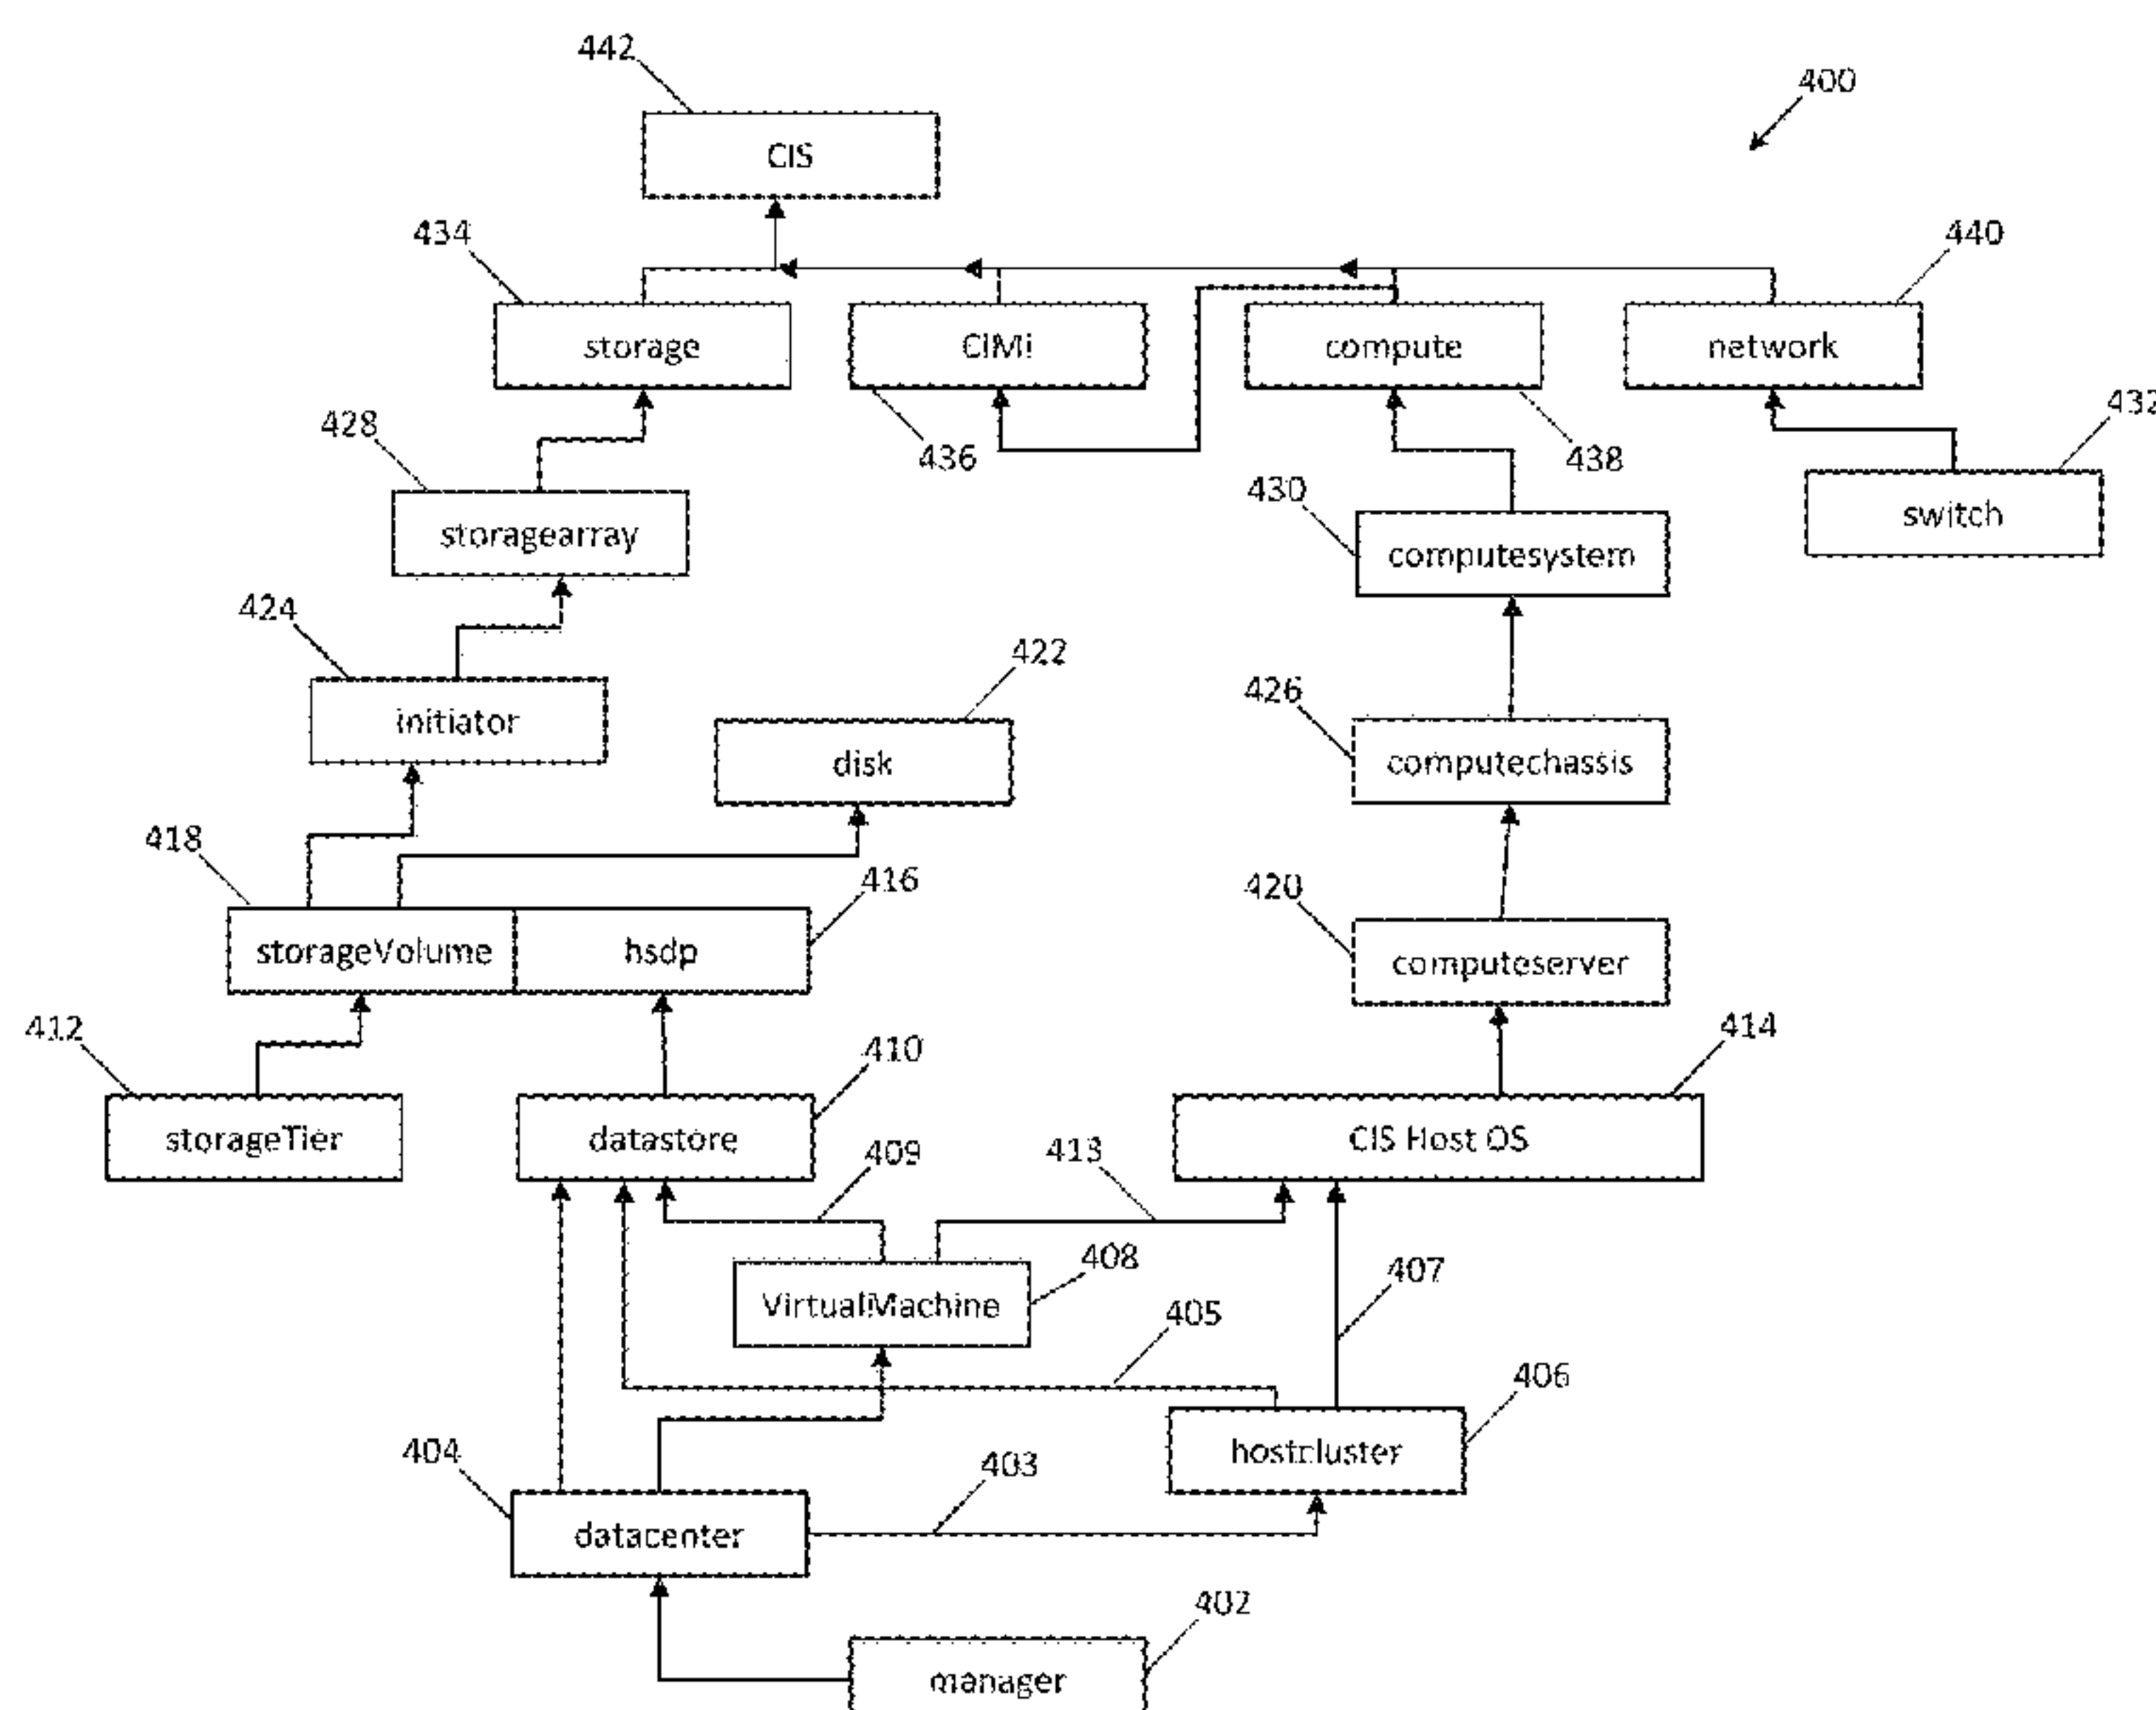 442
400
CIS
434
440
storage
CIMi
compute
network
428
436
438
432
430
storagearray
switch
computesystem
424
422
426
initiator
disk
computechassis
418
416
420
storageVolume
hsdp
computeserver
412
410
414
storageTier
datastore
CIS Host OS
409
413
408
407
VirtualMachine
405
406
404
403
hostcluster
datacenter
402
manager